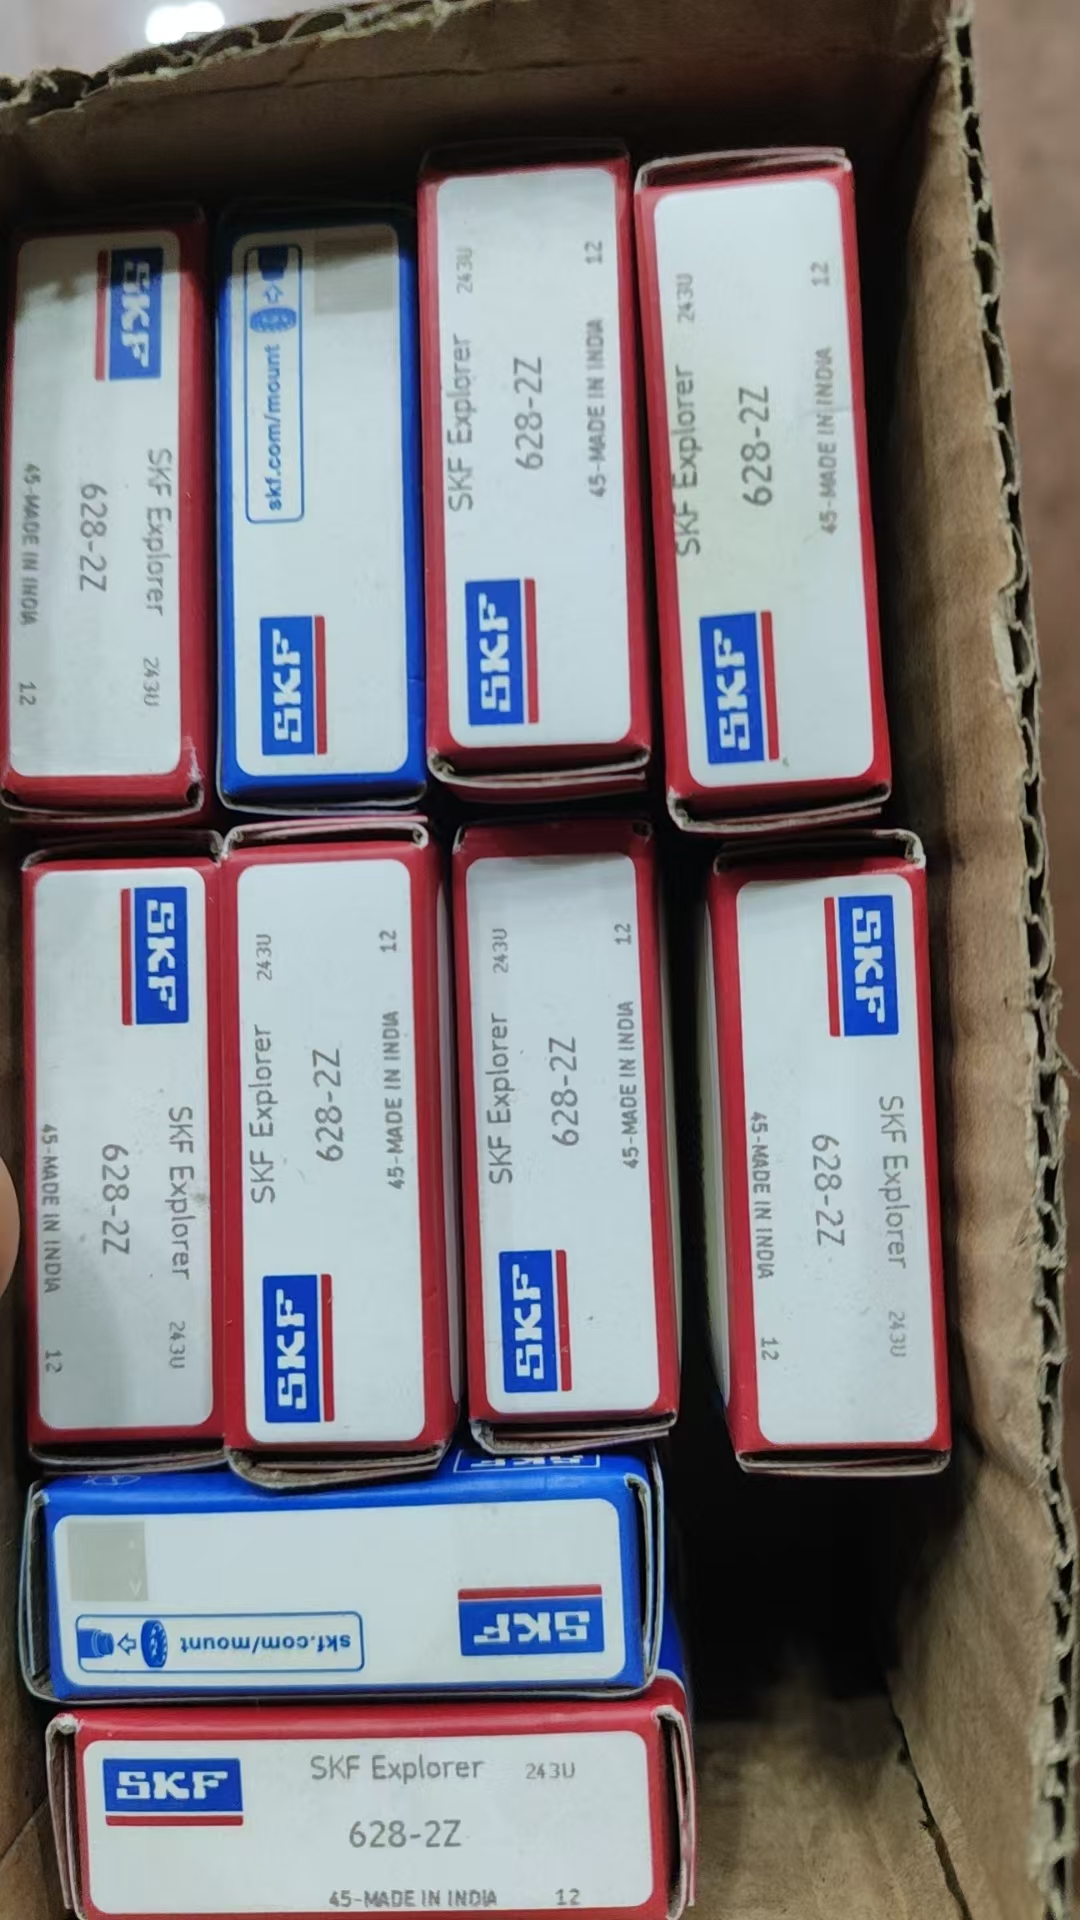 SKF
SKF Explorer 243U
628-2Z
45-MADE IN INDIA 12
skf.com/mount
SKF
SKF Explorer 243U
628-2Z
45-MADE IN INDIA 12
SKF
SKF Explorer 243U
628-2Z
45-MADE IN INDIA 12
SKF
SKF
SKF Explorer 243U
628-2Z
45-MADE IN INDIA 12
SKF
SKF Explorer 243U
628-2Z
45-MADE IN INDIA 12
SKF
SKF Explorer 243U
628-2Z
45-MADE IN INDIA 12
SKF
SKF Explorer 243U
628-2Z
45-MADE IN INDIA 12
SKF SKF
SKF
skf.com/mount
SKF
SKF Explorer 243U
628-2Z
45-MADE IN INDIA 12